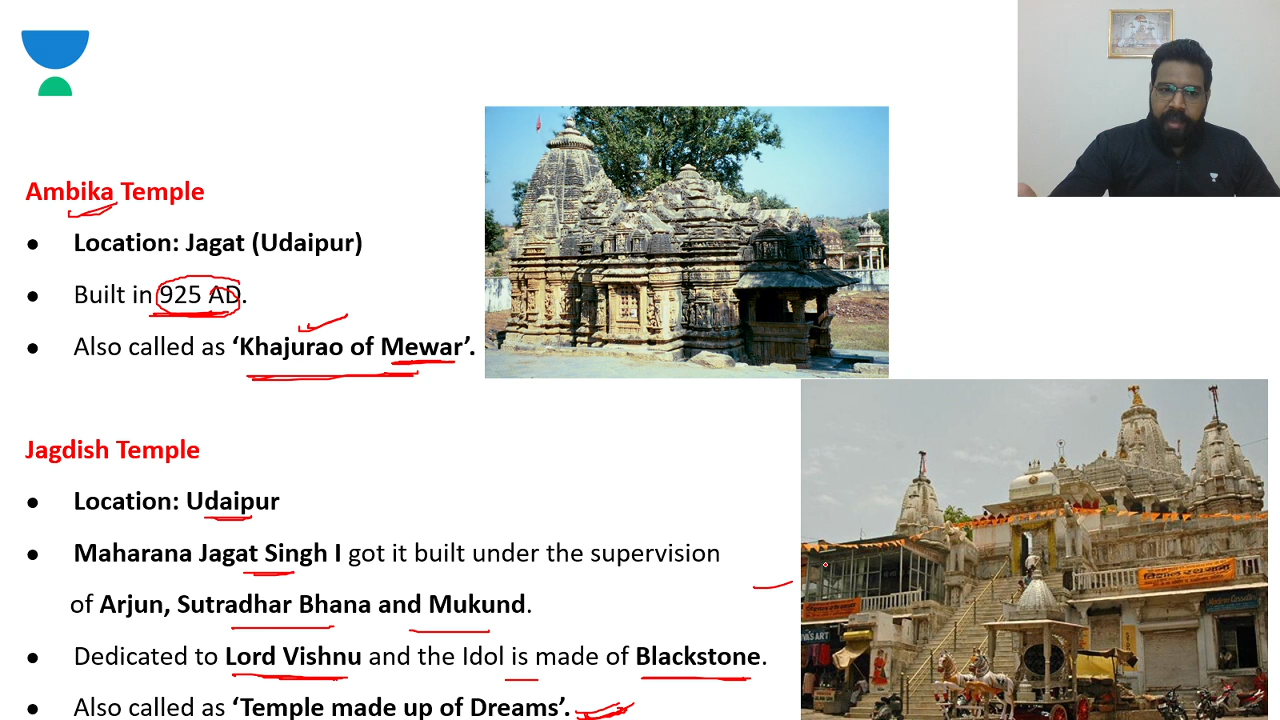 Ambika Temple
● Location: Jagat (Udaipur)
● Built in 925 AD.
● Also called as ‘Khajurao of Mewar’.
Jagdish Temple
● Location: Udaipur
● Maharana Jagat Singh I got it built under the supervision
of Arjun, Sutradhar Bhana and Mukund.
● Dedicated to Lord Vishnu and the Idol is made of Blackstone.
● Also called as ‘Temple made up of Dreams’.